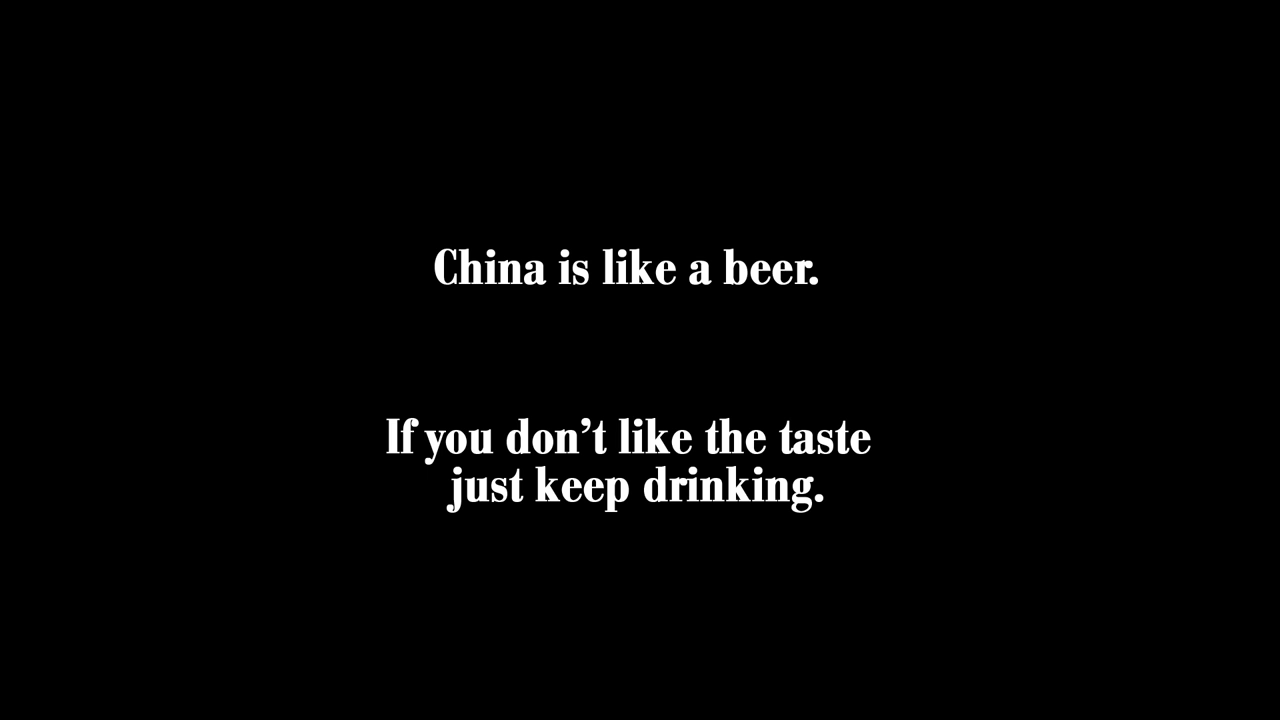 China is like a beer.
If you don’t like the taste
just keep drinking.